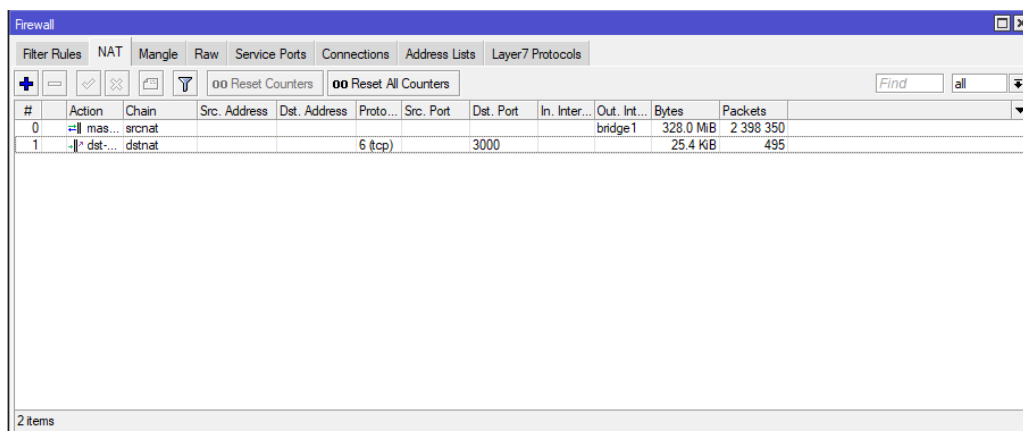 Firewall
Filter Rules NAT Mangle Raw Service Ports Connections Address Lists Layer7 Protocols
00 Reset Counters 00 Reset All Counters Find all
# Action Chain Src. Address Dst. Address Proto... Src. Port Dst. Port In. Inter... Out. Int... Bytes Packets
0 mas... srcnat bridge1 328.0 MiB 2 398 350
1 dst-... dstnat 6 (tcp) 3000 25.4 KiB 495
2 items